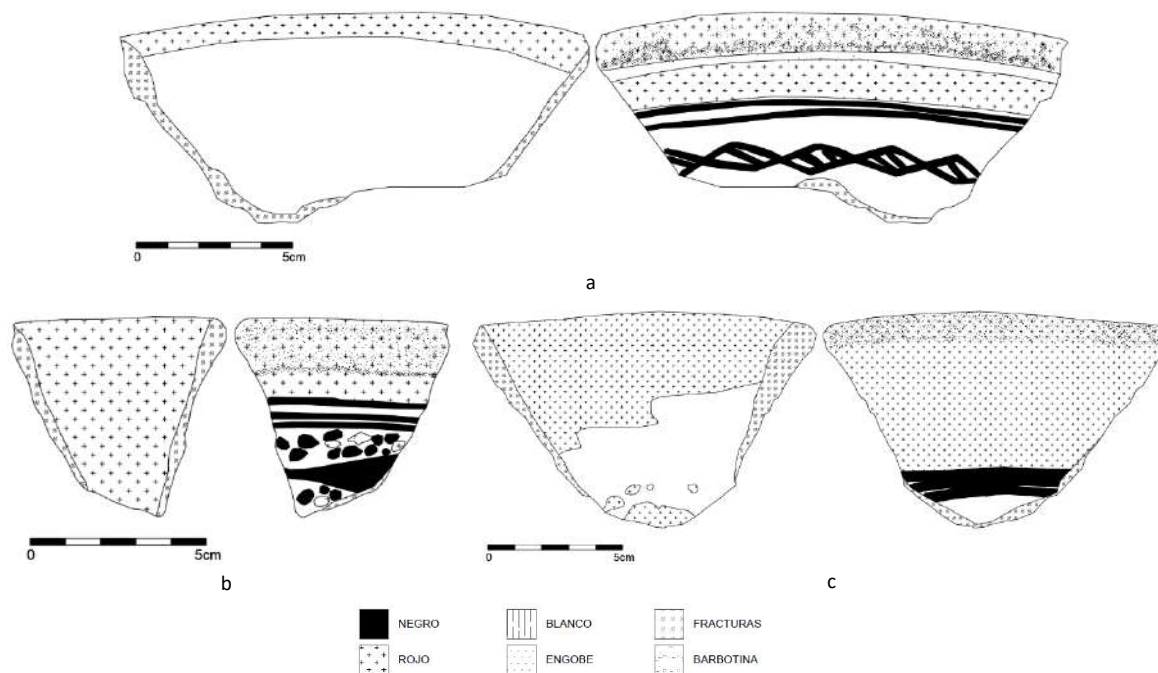 0 5cm
a
0 5cm
b
0 5cm
c
NEGRO BLANCO FRACTURAS
ROJO ENGOBE BARBOTINA